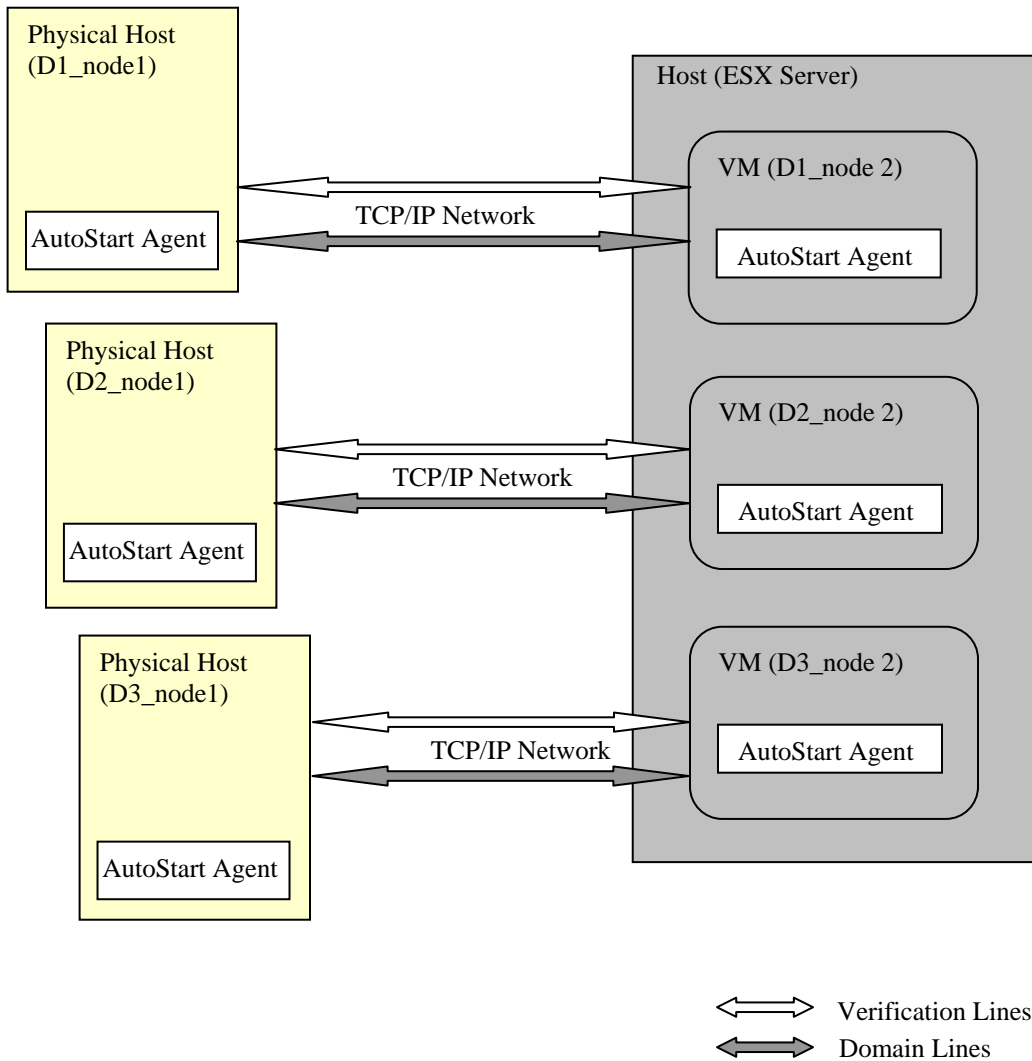 Physical Host
(D1_node1)
AutoStart Agent
TCP/IP Network
Host (ESX Server)
VM (D1_node 2)
AutoStart Agent
Physical Host
(D2_node1)
AutoStart Agent
TCP/IP Network
VM (D2_node 2)
AutoStart Agent
Physical Host
(D3_node1)
AutoStart Agent
TCP/IP Network
VM (D3_node 2)
AutoStart Agent
Verification Lines
Domain Lines